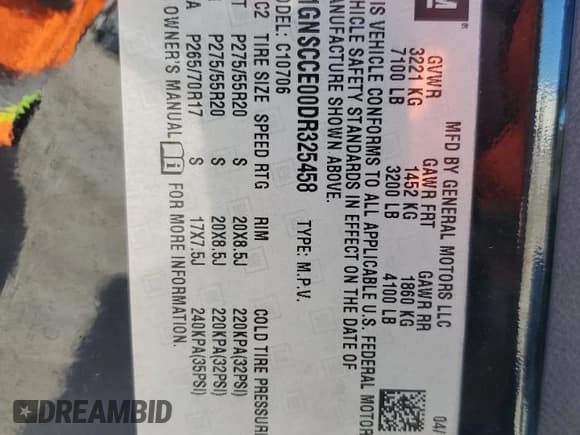 GM ®
MFD BY GENERAL MOTORS LLC 04/
GVWR GAWR FRT GAWR RR
3221 KG 1452 KG 1860 KG
7100 LB 3200 LB 4100 LB
IS VEHICLE CONFORMS TO ALL APPLICABLE U.S. FEDERAL MOTOR
EHICLE SAFETY STANDARDS IN EFFECT ON THE DATE OF
ANUFACTURE SHOWN ABOVE.
1GNSCCE00DR325458 TYPE: M.P.V.
MODEL: C10706
C2 TIRE SIZE SPEED RTG RIM COLD TIRE PRESSURE
T P275/55R20 S 20X8.5J 220KPA(32PSI)
P275/55R20 S 20X8.5J 220KPA(32PSI)
A P265/70R17 S 17X7.5J 240KPA(35PSI)
OWNER'S MANUAL i FOR MORE INFORMATION.
DREAMBID